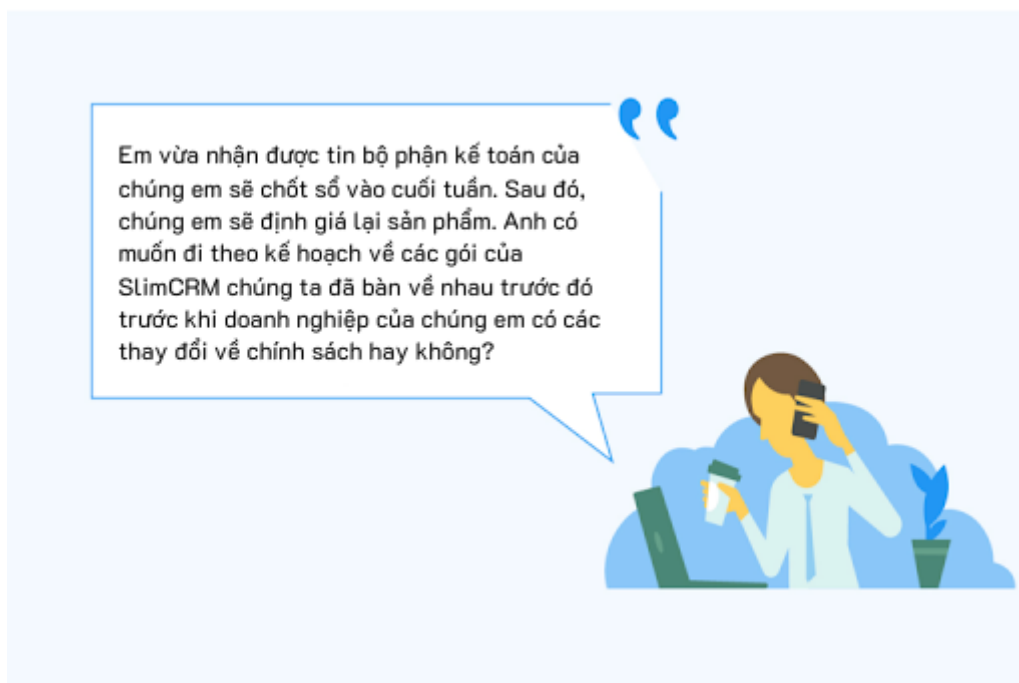 Em vừa nhận được tin bộ phận kế toán của
chúng em sẽ chốt sổ vào cuối tuần. Sau đó,
chúng em sẽ định giá lại sản phẩm. Anh có
muốn đi theo kế hoạch về các gói của
SlimCRM chúng ta đã bàn về nhau trước đó
trước khi doanh nghiệp của chúng em có các
thay đổi về chính sách hay không?